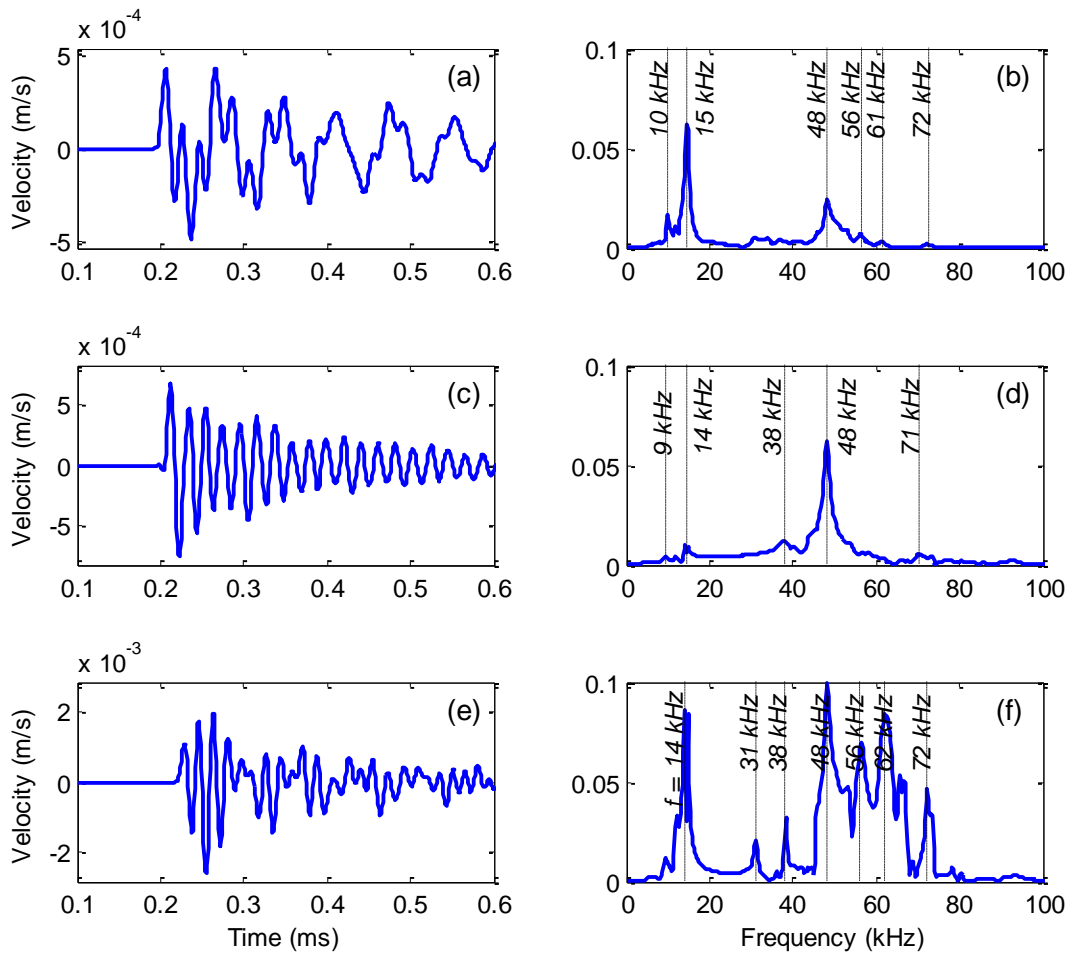 x 10-4
(a)
5
0
-5
Velocity (m/s)
0.1 0.2 0.3 0.4 0.5 0.6
(b)
0.1
0.05
0
10 kHz
15 kHz
48 kHz
56 kHz
61 kHz
72 kHz
0 20 40 60 80 100
x 10-4
(c)
5
0
-5
Velocity (m/s)
0.1 0.2 0.3 0.4 0.5 0.6
(d)
0.1
0.05
0
9 kHz
14 kHz
38 kHz
48 kHz
71 kHz
0 20 40 60 80 100
x 10-3
(e)
2
0
-2
Velocity (m/s)
0.1 0.2 0.3 0.4 0.5 0.6
Time (ms)
(f)
0.1
0.05
0
f = 14 kHz
31 kHz
38 kHz
48 kHz
56 kHz
62 kHz
72 kHz
0 20 40 60 80 100
Frequency (kHz)